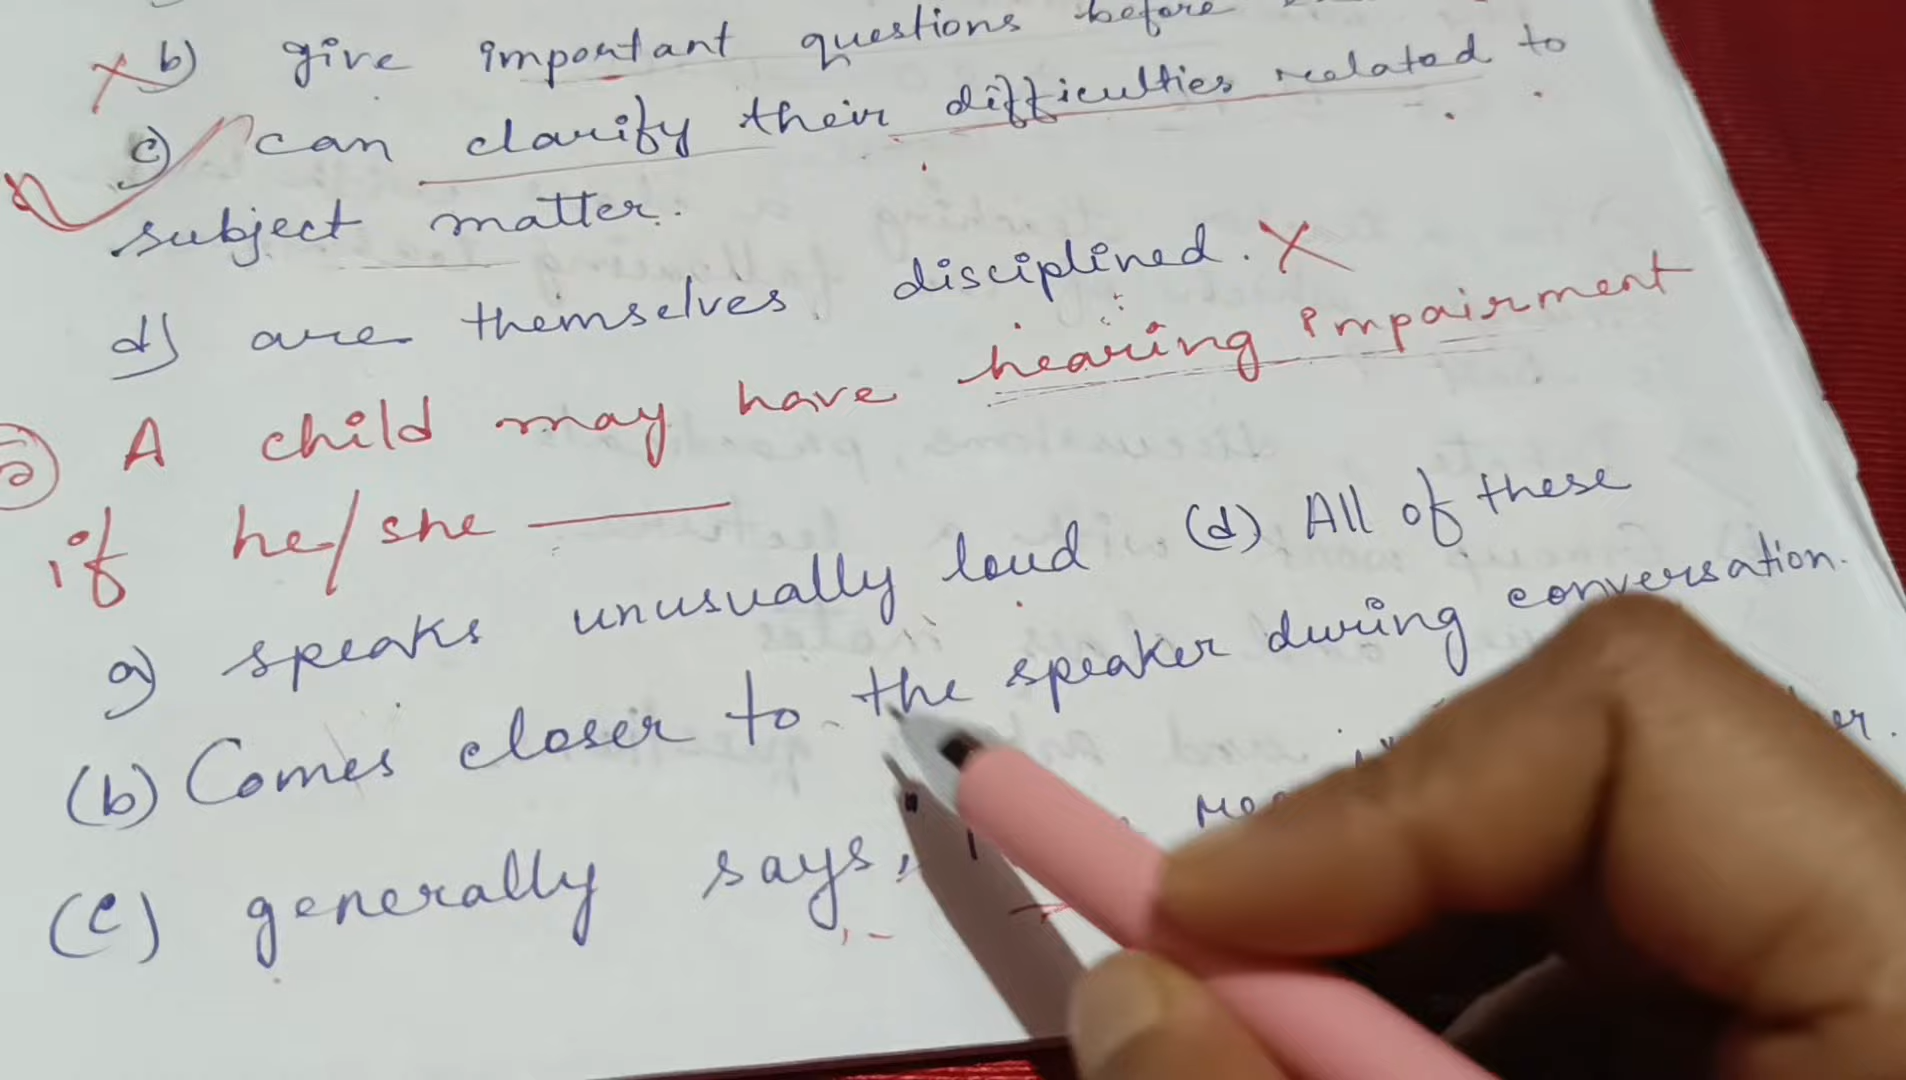 b) give important questions before
c) can clarify their difficulties related to
subject matter.
d) are themselves disciplined.
A child may have hearing impairment
if he/she
a) speaks unusually loud (d) All of these
(b) Comes closer to the speaker during conversation.
(c) generally says,